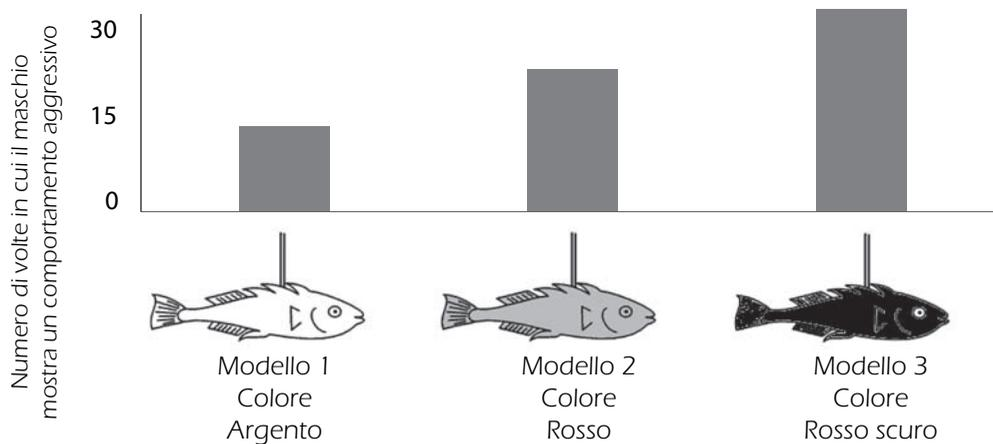 Numero di volte in cui il maschio
mostra un comportamento aggressivo
30
15
0
Modello 1
Colore
Argento
Modello 2
Colore
Rosso
Modello 3
Colore
Rosso scuro